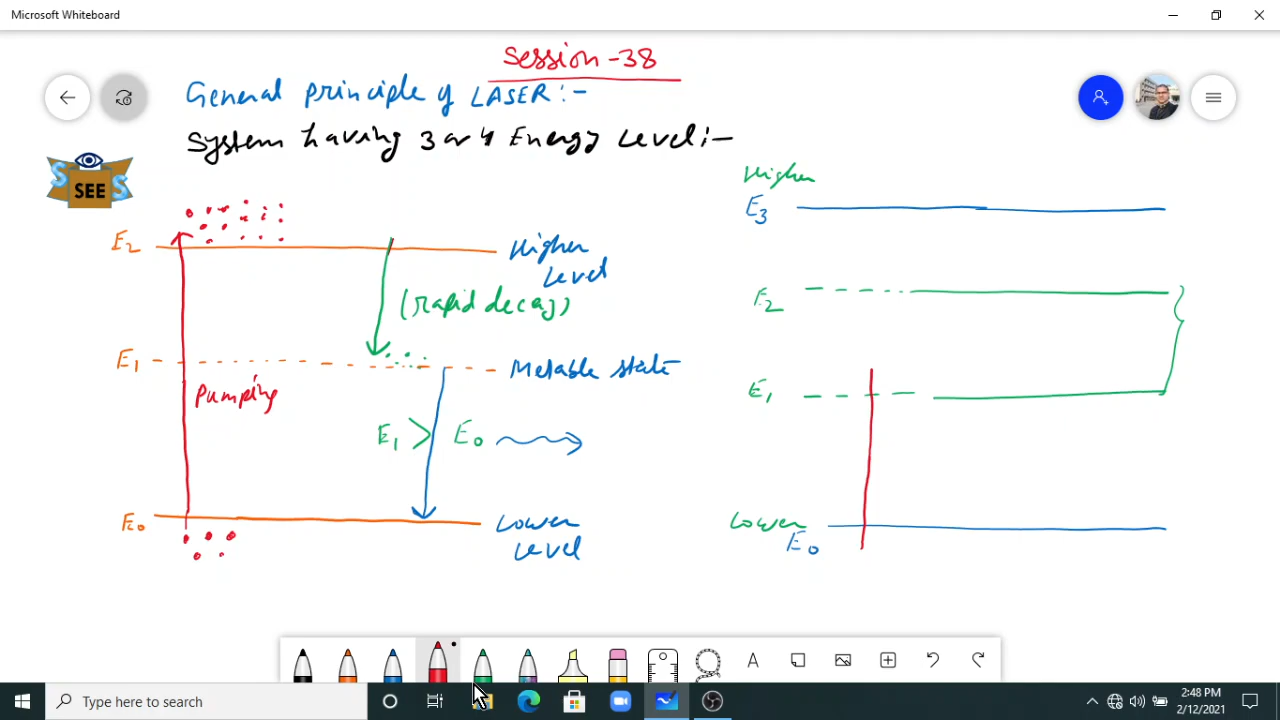 Microsoft Whiteboard
Session -38
General principle of LASER:-
System having 3 or 4 Energy Level:-
S SEE S
Higher
E3
E2
Higher
Level
(rapid decay)
E2
E1
Metable state
Pumping
E1 > E0
E1
E0
Lower
Level
Lower
E0
A
Type here to search
2:48 PM
2/12/2021